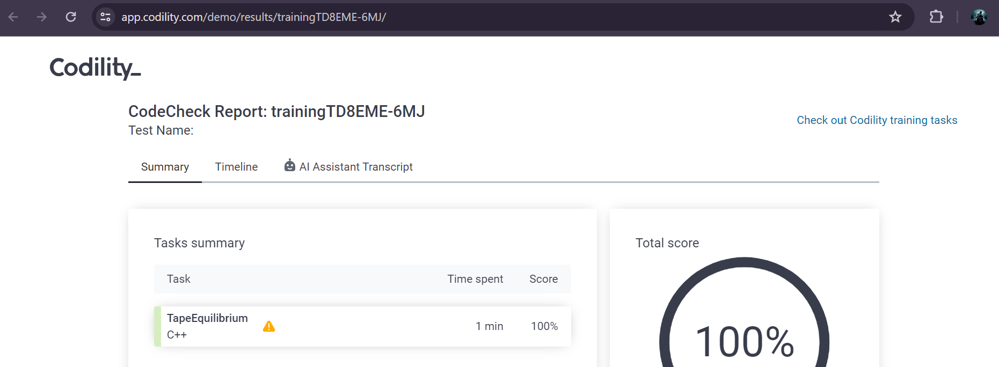 app.codility.com/demo/results/trainingTD8EME-6MJ/
Codility_
CodeCheck Report: trainingTD8EME-6MJ
Test Name:
Check out Codility training tasks
Summary
Timeline
AI Assistant Transcript
Tasks summary
Task
Time spent
Score
TapeEquilibrium
C++
1 min
100%
Total score
100%